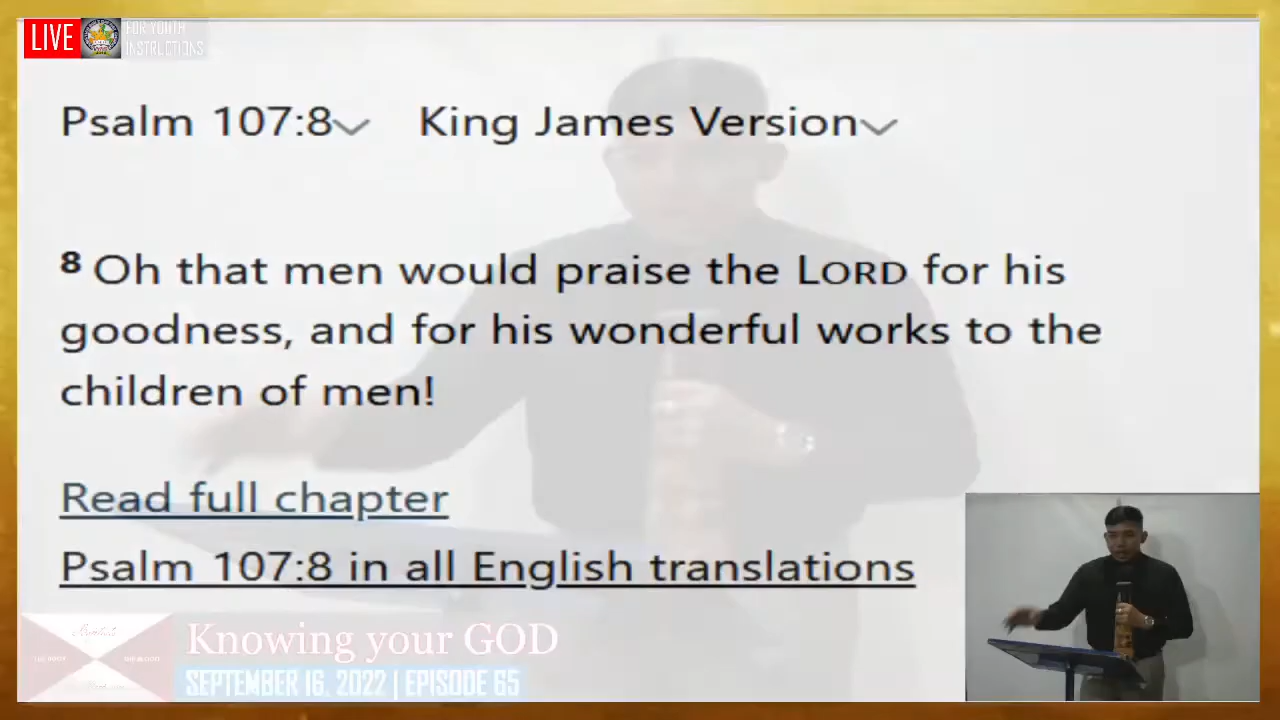 LIVE
FOR YOUTH
INSTRUCTIONS
Psalm 107:8 King James Version
8 Oh that men would praise the LORD for his
goodness, and for his wonderful works to the
children of men!
Read full chapter
Psalm 107:8 in all English translations
Knowing your GOD
SEPTEMBER 16, 2022 | EPISODE 65